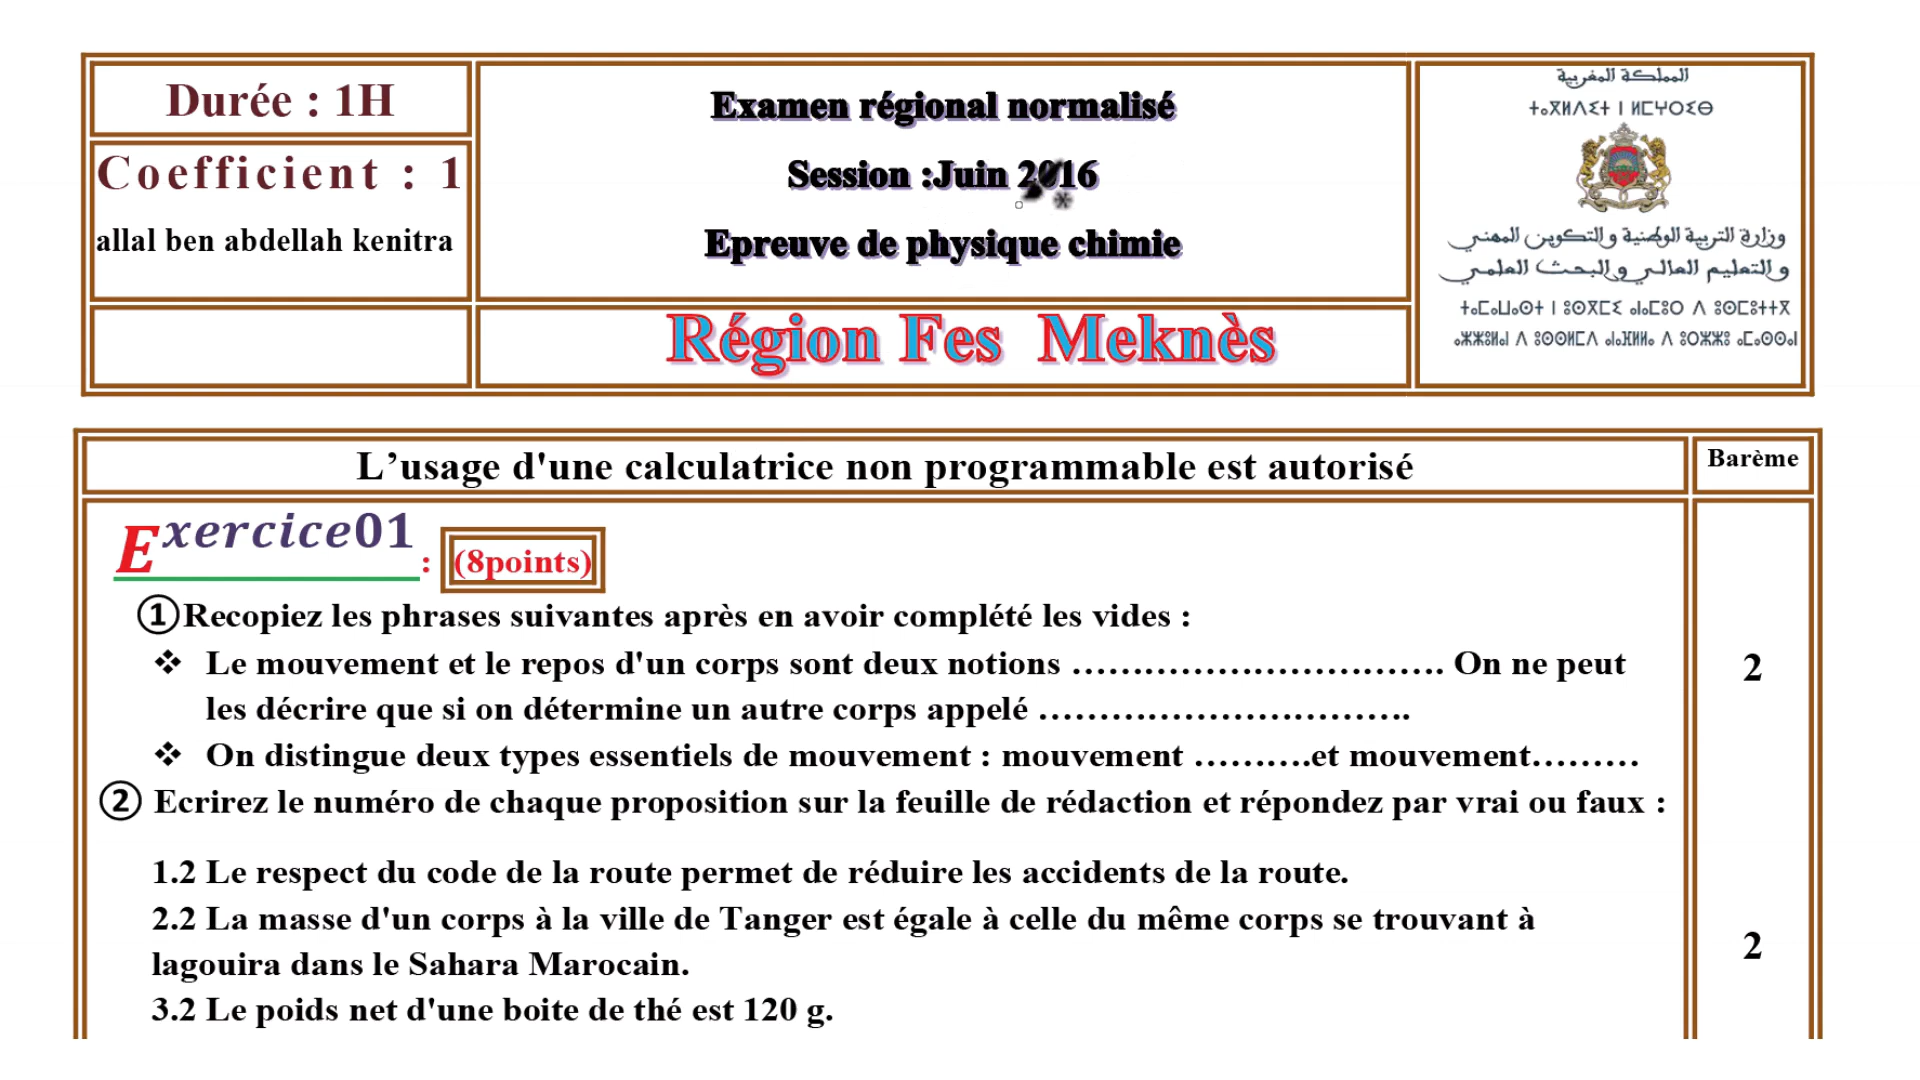 Durée : 1H
Coefficient : 1
allal ben abdellah kenitra
Examen régional normalisé
Session :Juin 2016
Epreuve de physique chimie
Région Fes Meknès
المملكة المغربية
ⵜⴰⴳⵍⴷⵉⵜ ⵏ ⵍⵎⵖⵔⵉⴱ
وزارة التربية الوطنية والتكوين المهني
والتعليم العالي والبحث العلمي
L’usage d'une calculatrice non programmable est autorisé
Barème
Exercice01 : (8points)
①Recopiez les phrases suivantes après en avoir complété les vides :
❖ Le mouvement et le repos d'un corps sont deux notions …………………………. On ne peut
les décrire que si on détermine un autre corps appelé ………………………….
2
❖ On distingue deux types essentiels de mouvement : mouvement ……….et mouvement………
② Ecrirez le numéro de chaque proposition sur la feuille de rédaction et répondez par vrai ou faux :
1.2 Le respect du code de la route permet de réduire les accidents de la route.
2.2 La masse d'un corps à la ville de Tanger est égale à celle du même corps se trouvant à
lagouira dans le Sahara Marocain.
2
3.2 Le poids net d'une boite de thé est 120 g.